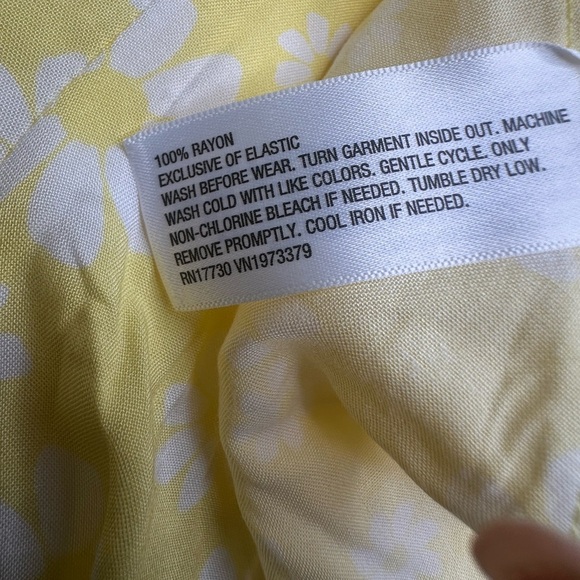 100% RAYON
EXCLUSIVE OF ELASTIC
WASH BEFORE WEAR. TURN GARMENT INSIDE OUT. MACHINE
WASH COLD WITH LIKE COLORS. GENTLE CYCLE. ONLY
NON-CHLORINE BLEACH IF NEEDED. TUMBLE DRY LOW.
REMOVE PROMPTLY. COOL IRON IF NEEDED.
RN17730 VN1973379